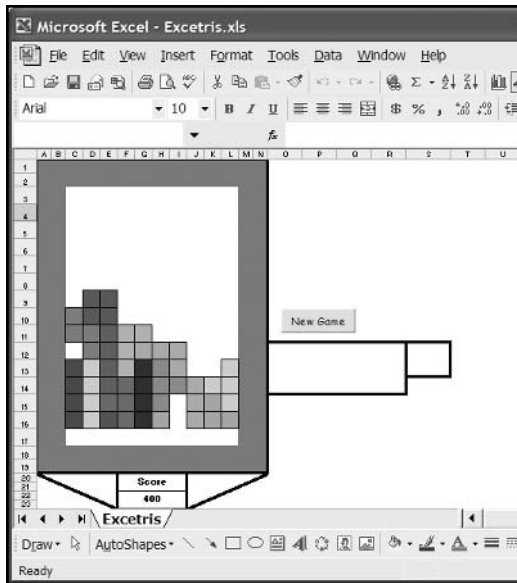 Microsoft Excel - Excetris.xls
File Edit View Insert Format Tools Data Window Help
Arial 10 B I U $ % ,
fx
A B C D E F G H I J K L M N O P Q R S T U
1
2
3
4
5
6
7
8
9
10
11
12
13
14
15
16
17
18
19
20
21
22
23
New Game
Score
400
Excetris
Draw AutoShapes
Ready